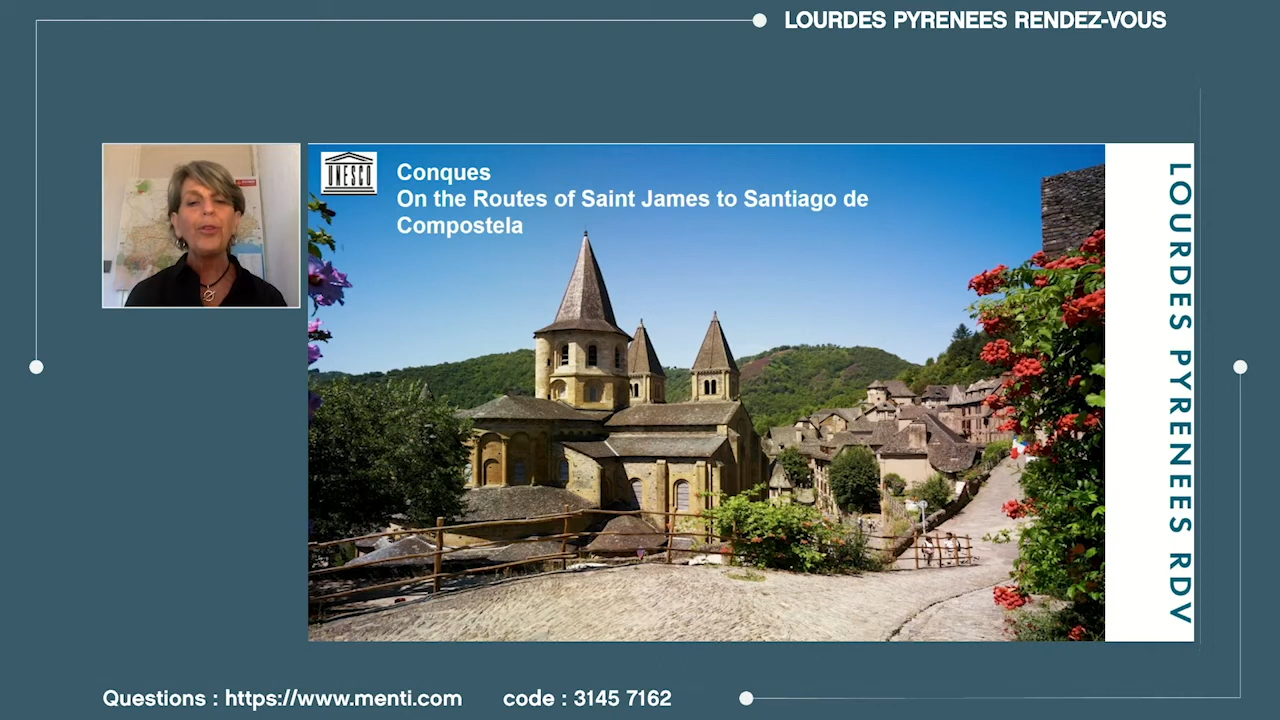 LOURDES PYRENEES RENDEZ-VOUS
UNESCO
Conques
On the Routes of Saint James to Santiago de
Compostela
LOURDES PYRENEES RDV
Questions : https://www.menti.com code : 3145 7162